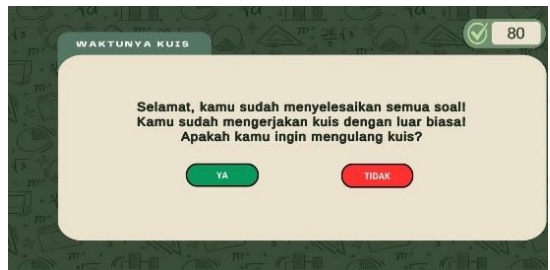 WAKTUNYA KUIS
80
Selamat, kamu sudah menyelesaikan semua soal!
Kamu sudah mengerjakan kuis dengan luar biasa!
Apakah kamu ingin mengulang kuis?
YA
TIDAK